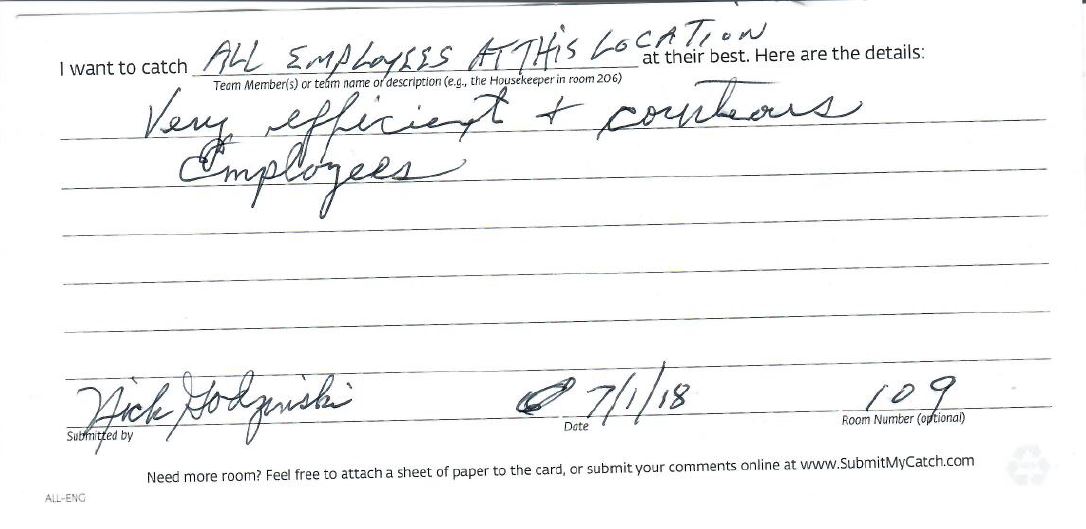 I want to catch ALL EMPLOYEES AT THIS LOCATION at their best. Here are the details:
Team Member(s) or team name or description (e.g., the Housekeeper in room 206)
Very efficient + courteous
Employees
Nick Godzinski 7/1/18 109
Submitted by Date Room Number (optional)
Need more room? Feel free to attach a sheet of paper to the card, or submit your comments online at www.SubmitMyCatch.com
ALL-ENG